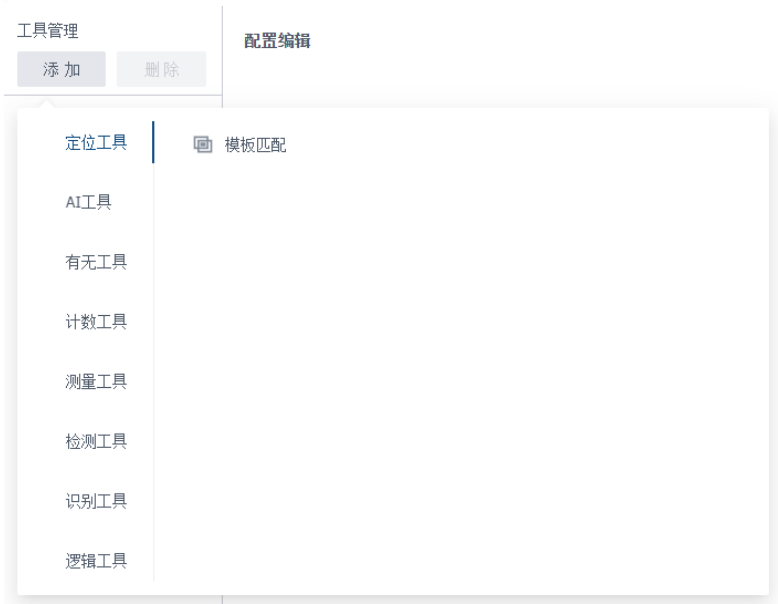 工具管理
添加
删除
配置编辑
定位工具
模板匹配
AI工具
有无工具
计数工具
测量工具
检测工具
识别工具
逻辑工具